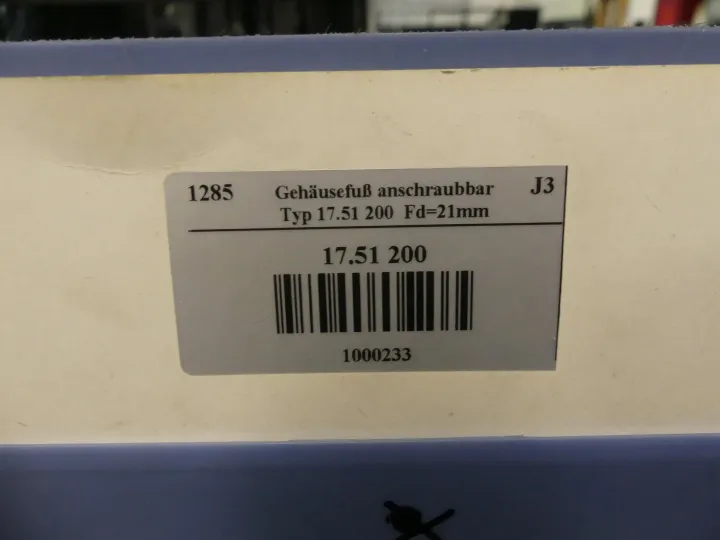 1285 Gehäusefuß anschraubbar J3
Typ 17.51 200 Fd=21mm
17.51 200
1000233